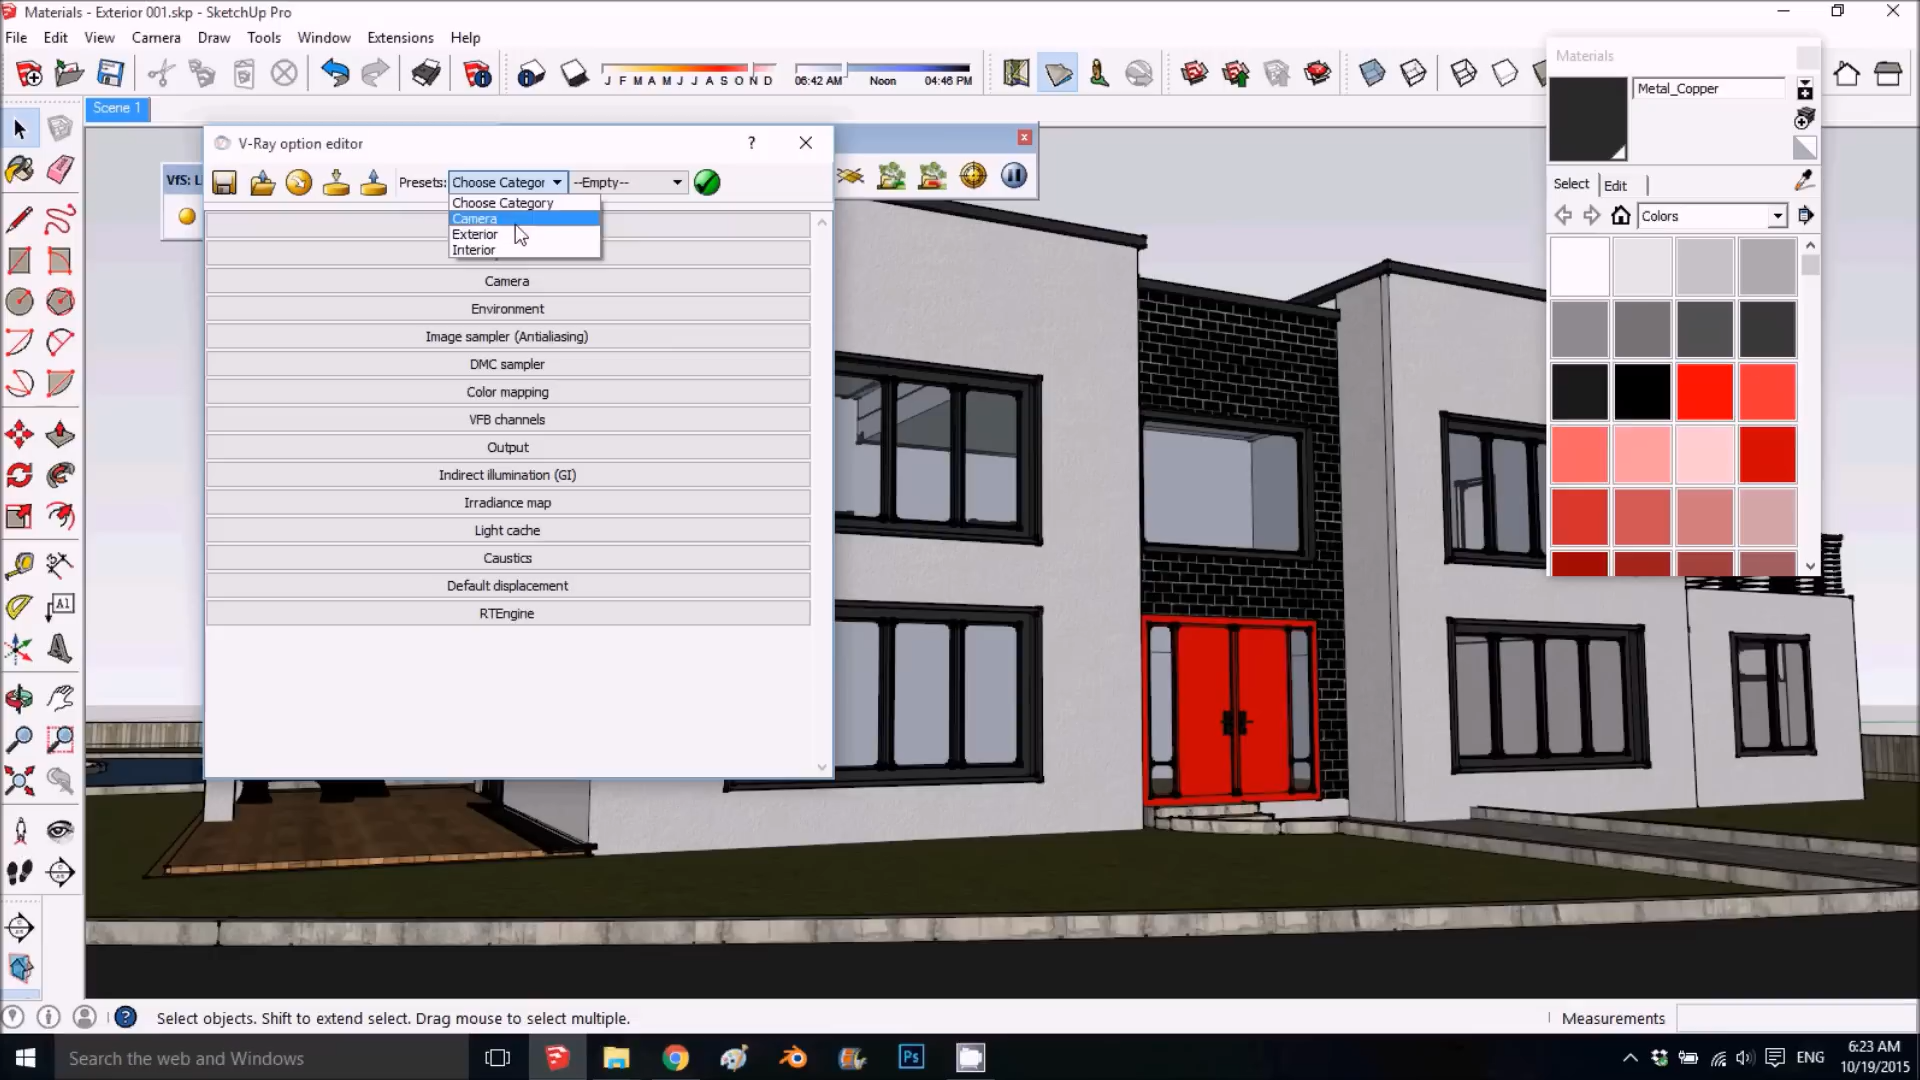 Materials - Exterior 001.skp - SketchUp Pro
File Edit View Camera Draw Tools Window Extensions Help
J F M A M J J A S O N D
06:42 AM Noon 04:46 PM
Scene 1
Materials
Metal_Copper
Select Edit
Colors
V-Ray option editor
?
VfS: L
Presets: Choose Categor --Empty--
Choose Category
Camera
Exterior
Interior
Camera
Environment
Image sampler (Antialiasing)
DMC sampler
Color mapping
VFB channels
Output
Indirect illumination (GI)
Irradiance map
Light cache
Caustics
Default displacement
RTEngine
A1
Select objects. Shift to extend select. Drag mouse to select multiple.
Measurements
Search the web and Windows
Ps
ENG
6:23 AM
10/19/2015